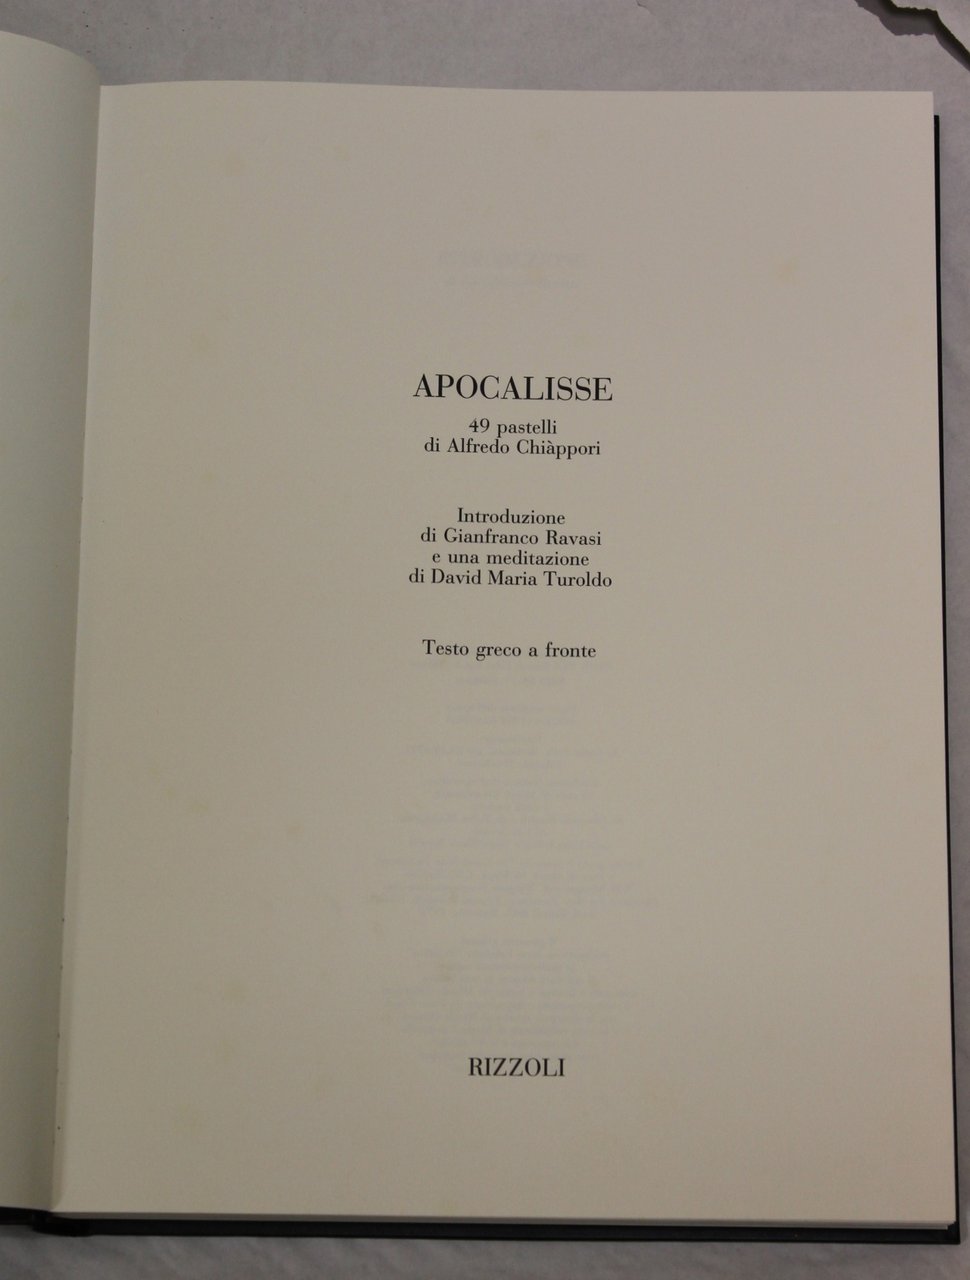 APOCALISSE
49 pastelli
di Alfredo Chiàppori
Introduzione
di Gianfranco Ravasi
e una meditazione
di David Maria Turoldo
Testo greco a fronte
RIZZOLI